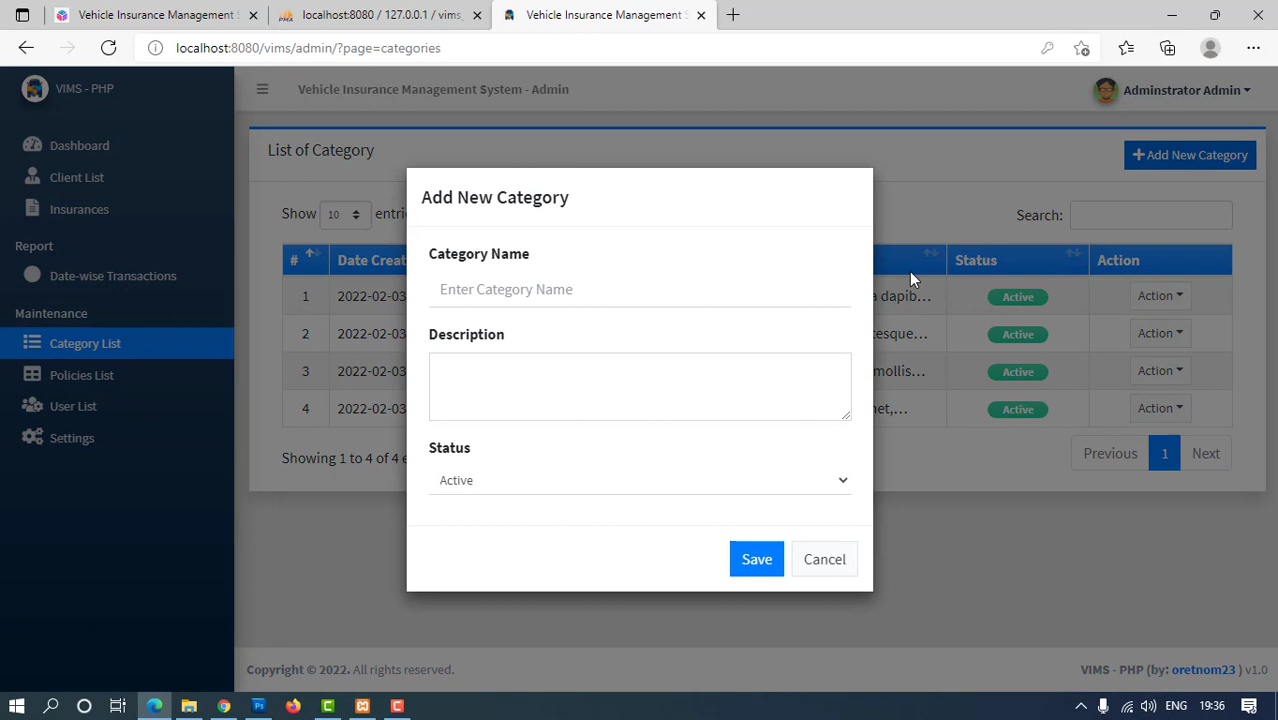 Vehicle Insurance Management S
localhost:8080 / 127.0.0.1 / vims_
Vehicle Insurance Management S
localhost:8080/vims/admin/?page=categories
VIMS - PHP
Vehicle Insurance Management System - Admin
Adminstrator Admin
Dashboard
Client List
Insurances
Report
Date-wise Transactions
Maintenance
Category List
Policies List
User List
Settings
List of Category
Add New Category
Show 10 entrie
Search:
# Date Creat Status Action
1 2022-02-03 a dapib... Active Action
2 2022-02-03 tesque... Active Action
3 2022-02-03 mollis... Active Action
4 2022-02-03 net,... Active Action
Showing 1 to 4 of 4 e
Previous 1 Next
Add New Category
Category Name
Enter Category Name
Description
Status
Active
Save Cancel
Copyright © 2022. All rights reserved.
VIMS - PHP (by: oretnom23 ) v1.0
ENG 19:36